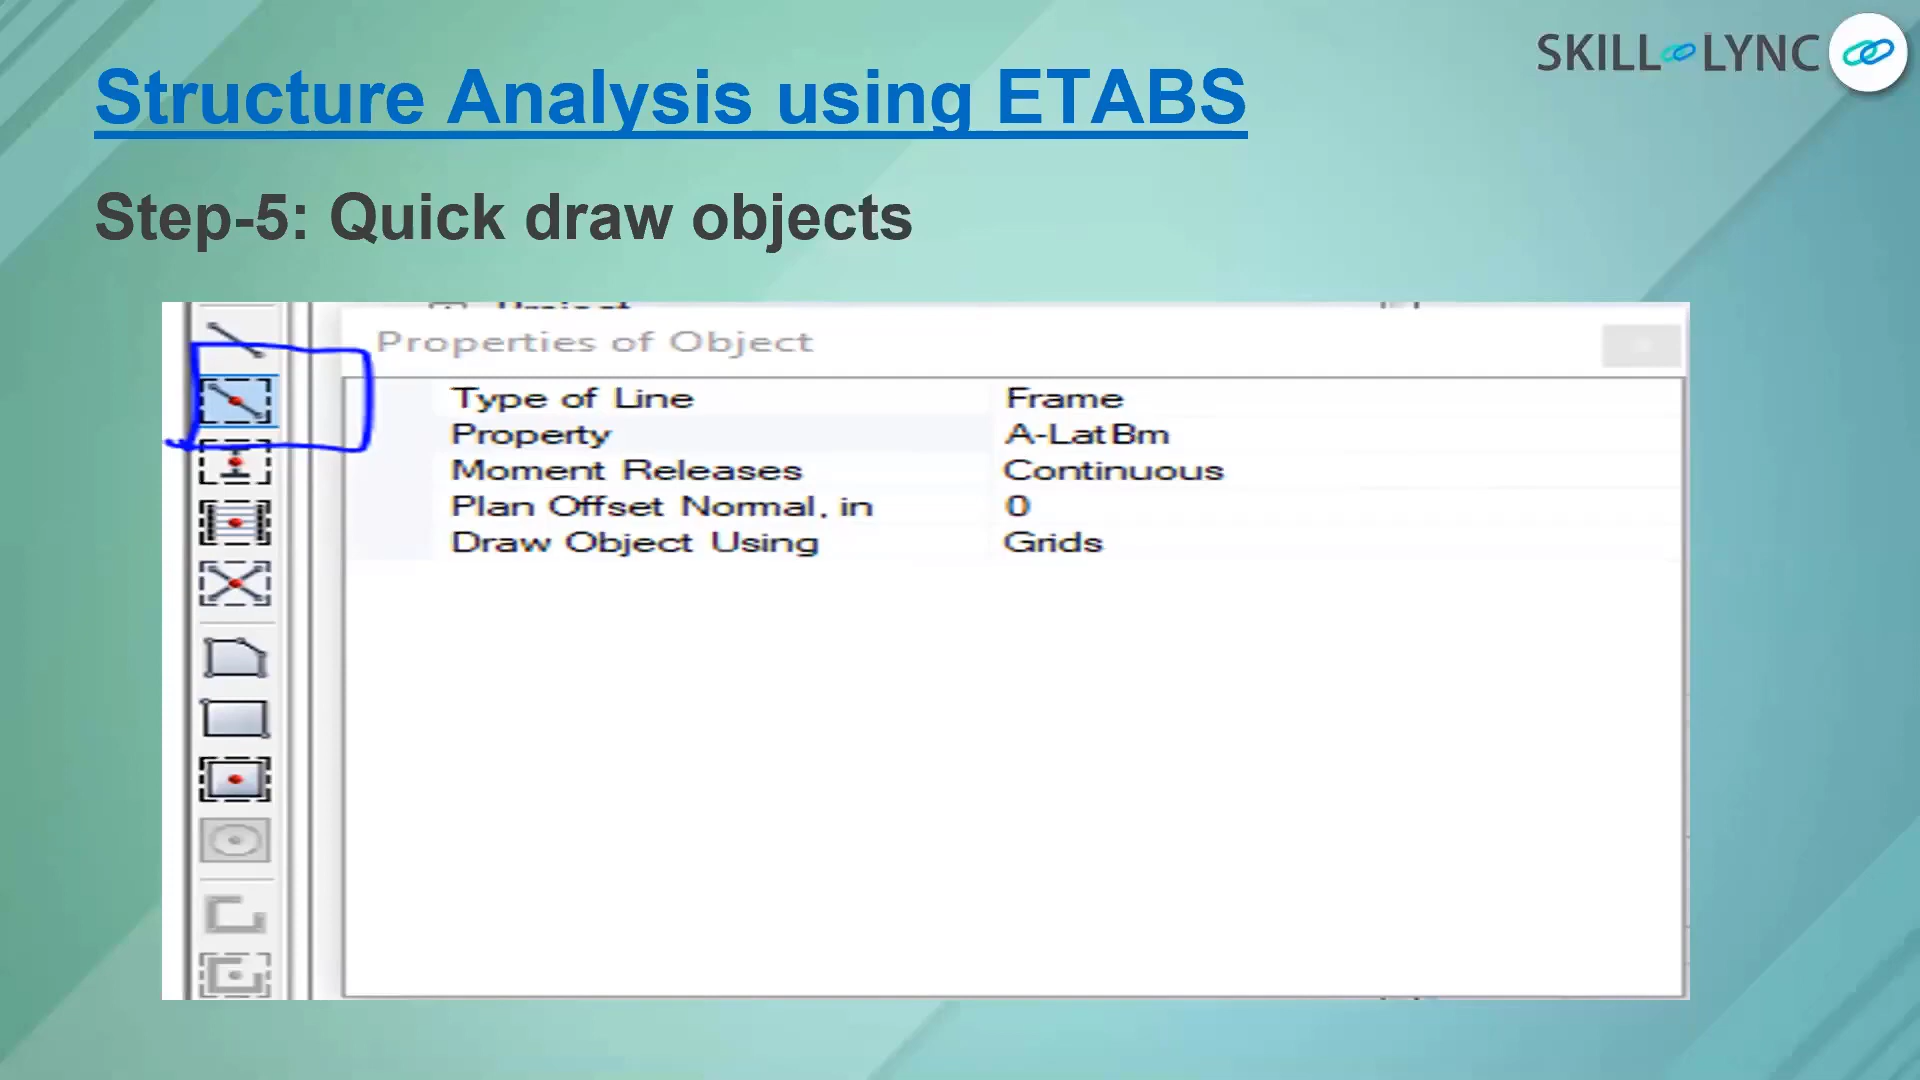 SKILL LYNC
Structure Analysis using ETABS
Step-5: Quick draw objects
Properties of Object
Type of Line Frame
Property A-LatBm
Moment Releases Continuous
Plan Offset Normal, in 0
Draw Object Using Grids